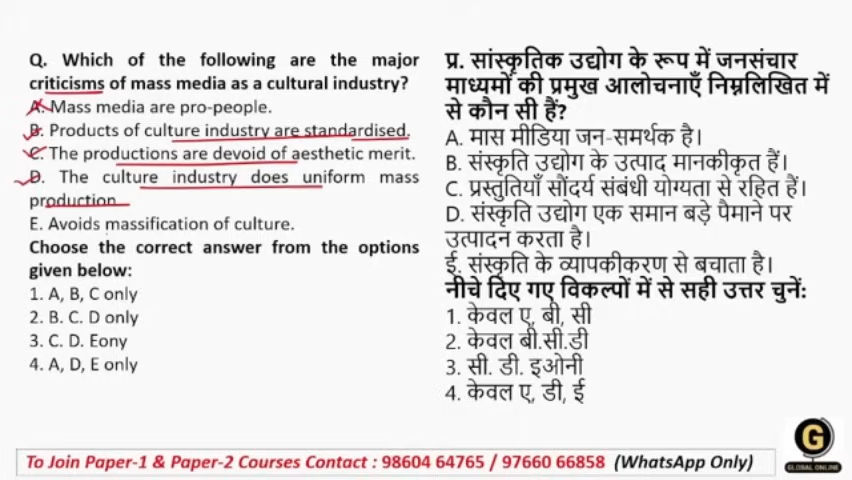 Q. Which of the following are the major
criticisms of mass media as a cultural industry?
A. Mass media are pro-people.
B. Products of culture industry are standardised.
C. The productions are devoid of aesthetic merit.
D. The culture industry does uniform mass
production.
E. Avoids massification of culture.
Choose the correct answer from the options
given below:
1. A, B, C only
2. B. C. D only
3. C. D. Eony
4. A, D, E only
प्र. सांस्कृतिक उद्योग के रूप में जनसंचार
माध्यमों की प्रमुख आलोचनाएँ निम्नलिखित में
से कौन सी हैं?
A. मास मीडिया जन-समर्थक है।
B. संस्कृति उद्योग के उत्पाद मानकीकृत हैं।
C. प्रस्तुतियाँ सौंदर्य संबंधी योग्यता से रहित हैं।
D. संस्कृति उद्योग एक समान बड़े पैमाने पर
उत्पादन करता है।
ई. संस्कृति के व्यापकीकरण से बचाता है।
नीचे दिए गए विकल्पों में से सही उत्तर चुनें:
1. केवल ए, बी, सी
2. केवल बी.सी.डी
3. सी. डी. इओनी
4. केवल ए, डी, ई
G
GLOBAL ONLINE
To Join Paper-1 & Paper-2 Courses Contact : 98604 64765 / 97660 66858 (WhatsApp Only)